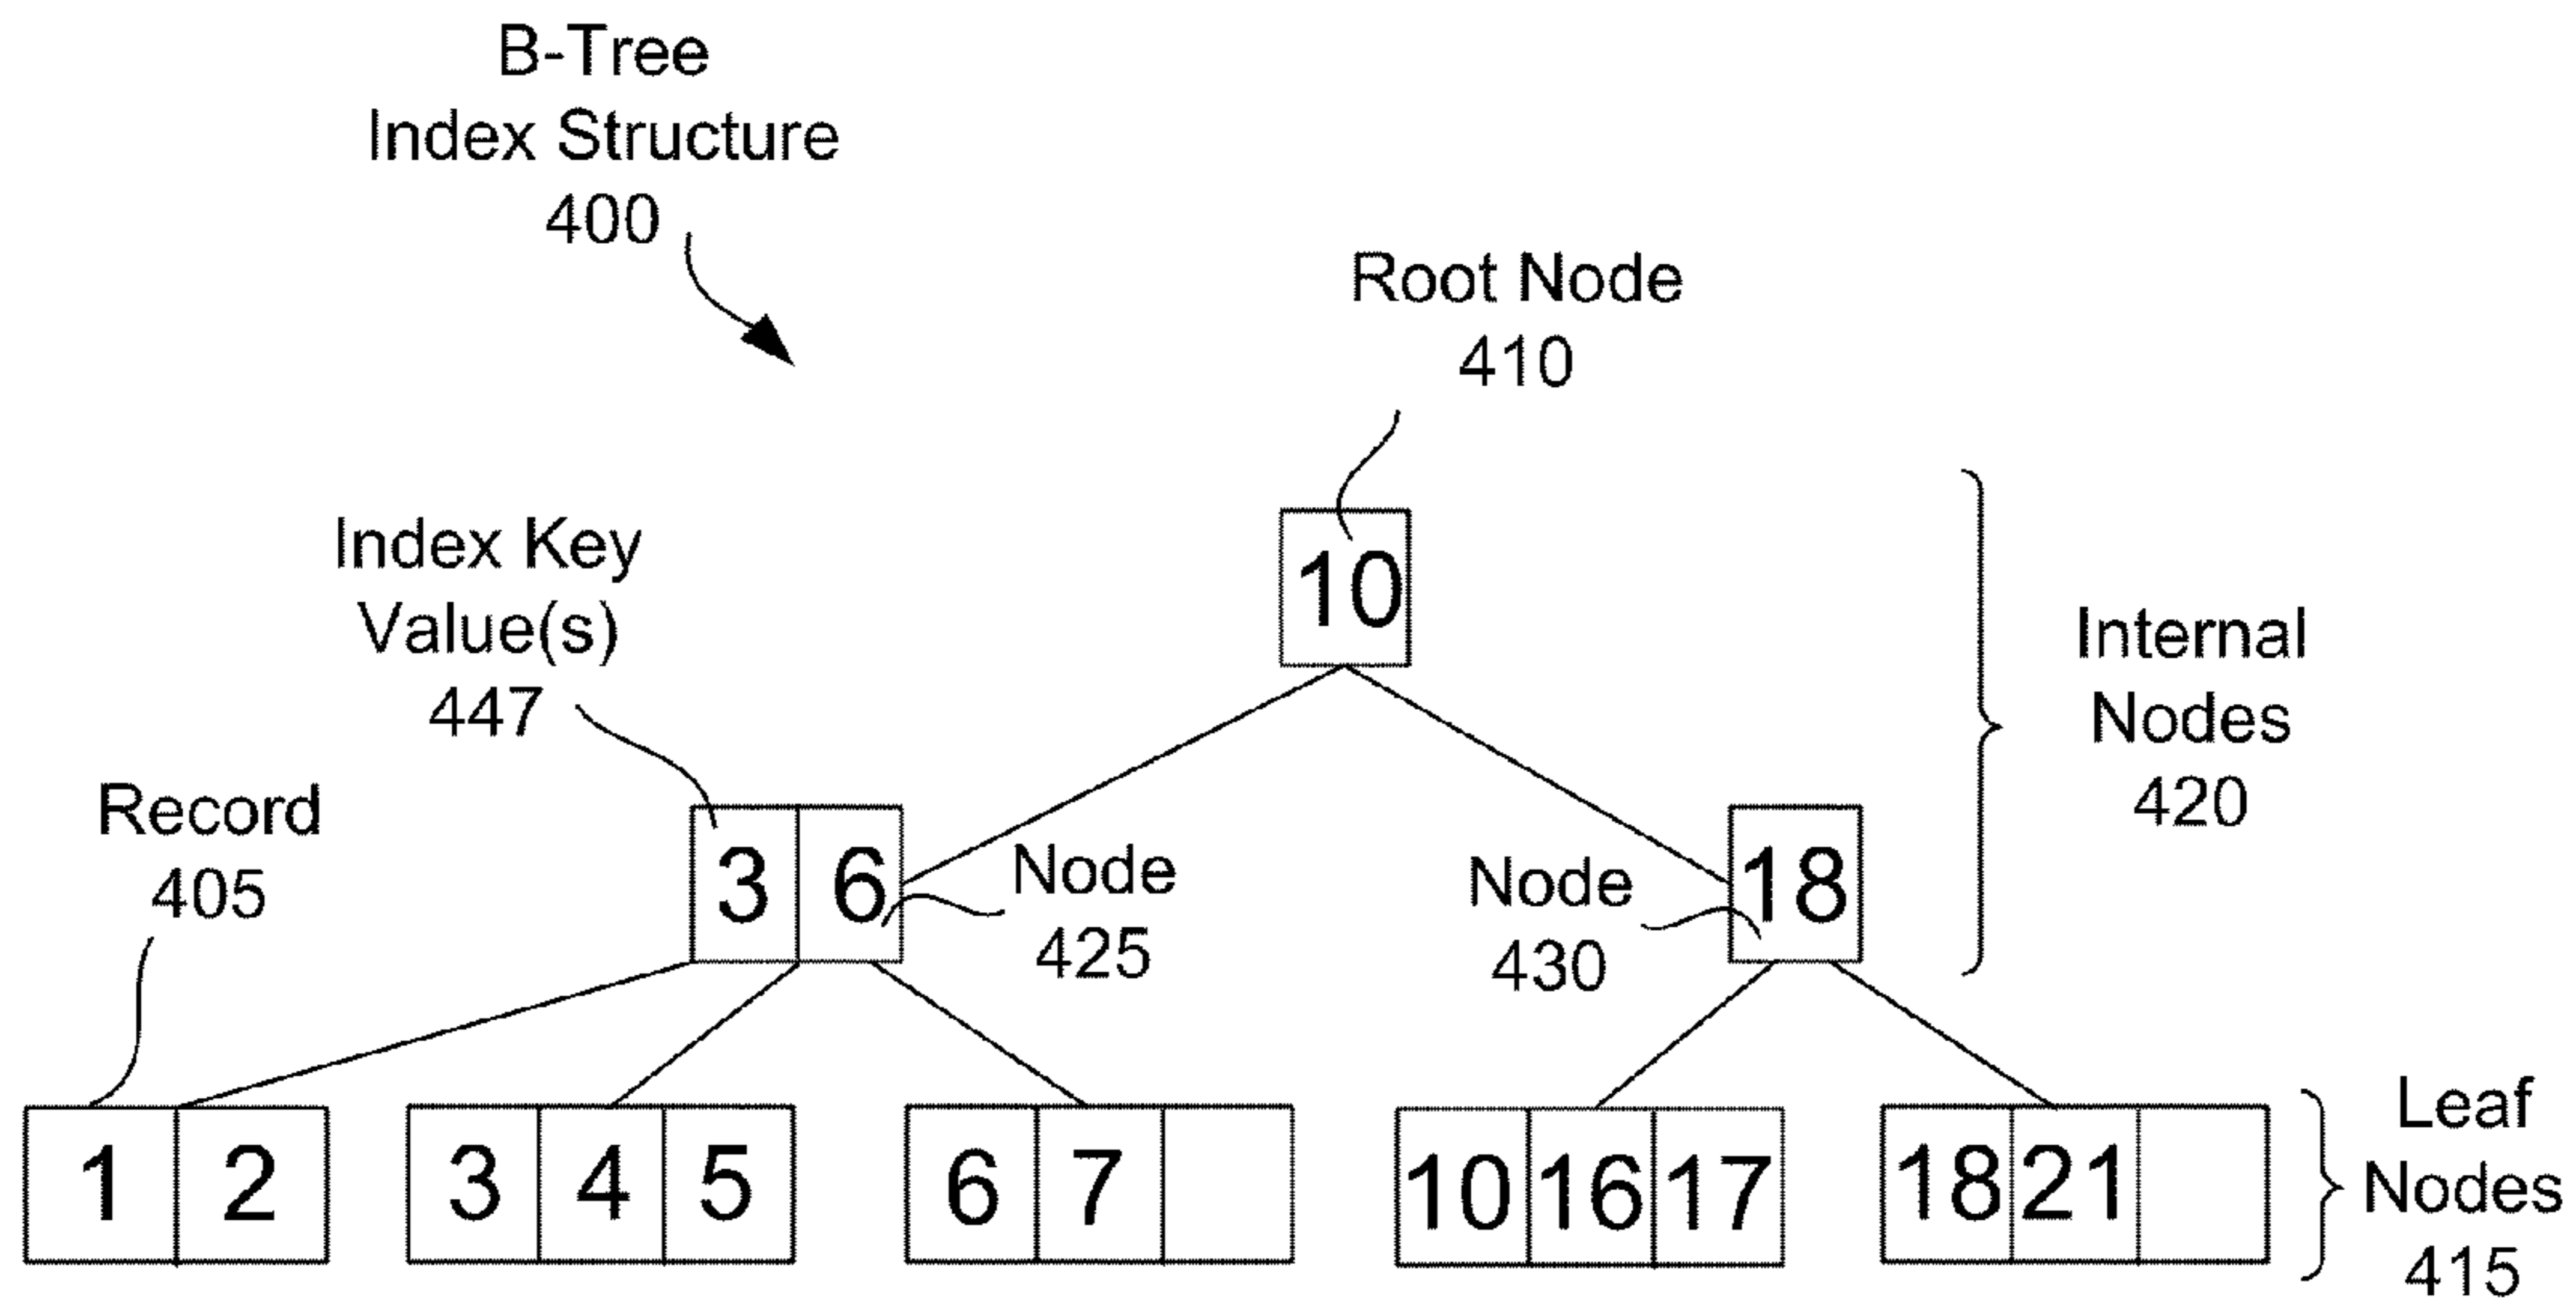 B-Tree
Index Structure
400
Root Node
410
Index Key
Value(s)
447
10
Internal
Nodes
420
Record
405
3 6
Node
425
Node
430
18
1 2
3 4 5
6 7
10 16 17
18 21
Leaf
Nodes
415